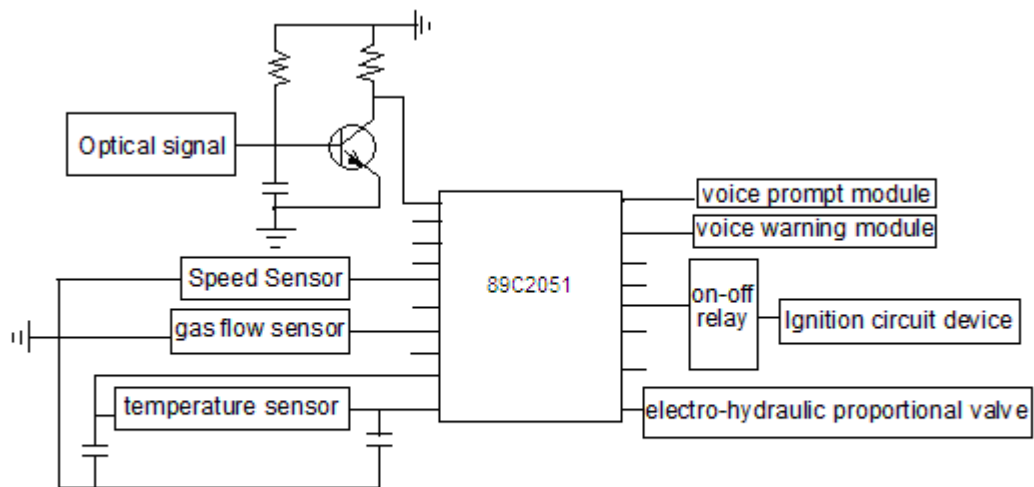 Optical signal
voice prompt module
voice warning module
Speed Sensor
89C2051
on-off
relay
Ignition circuit device
gas flow sensor
temperature sensor
electro-hydraulic proportional valve